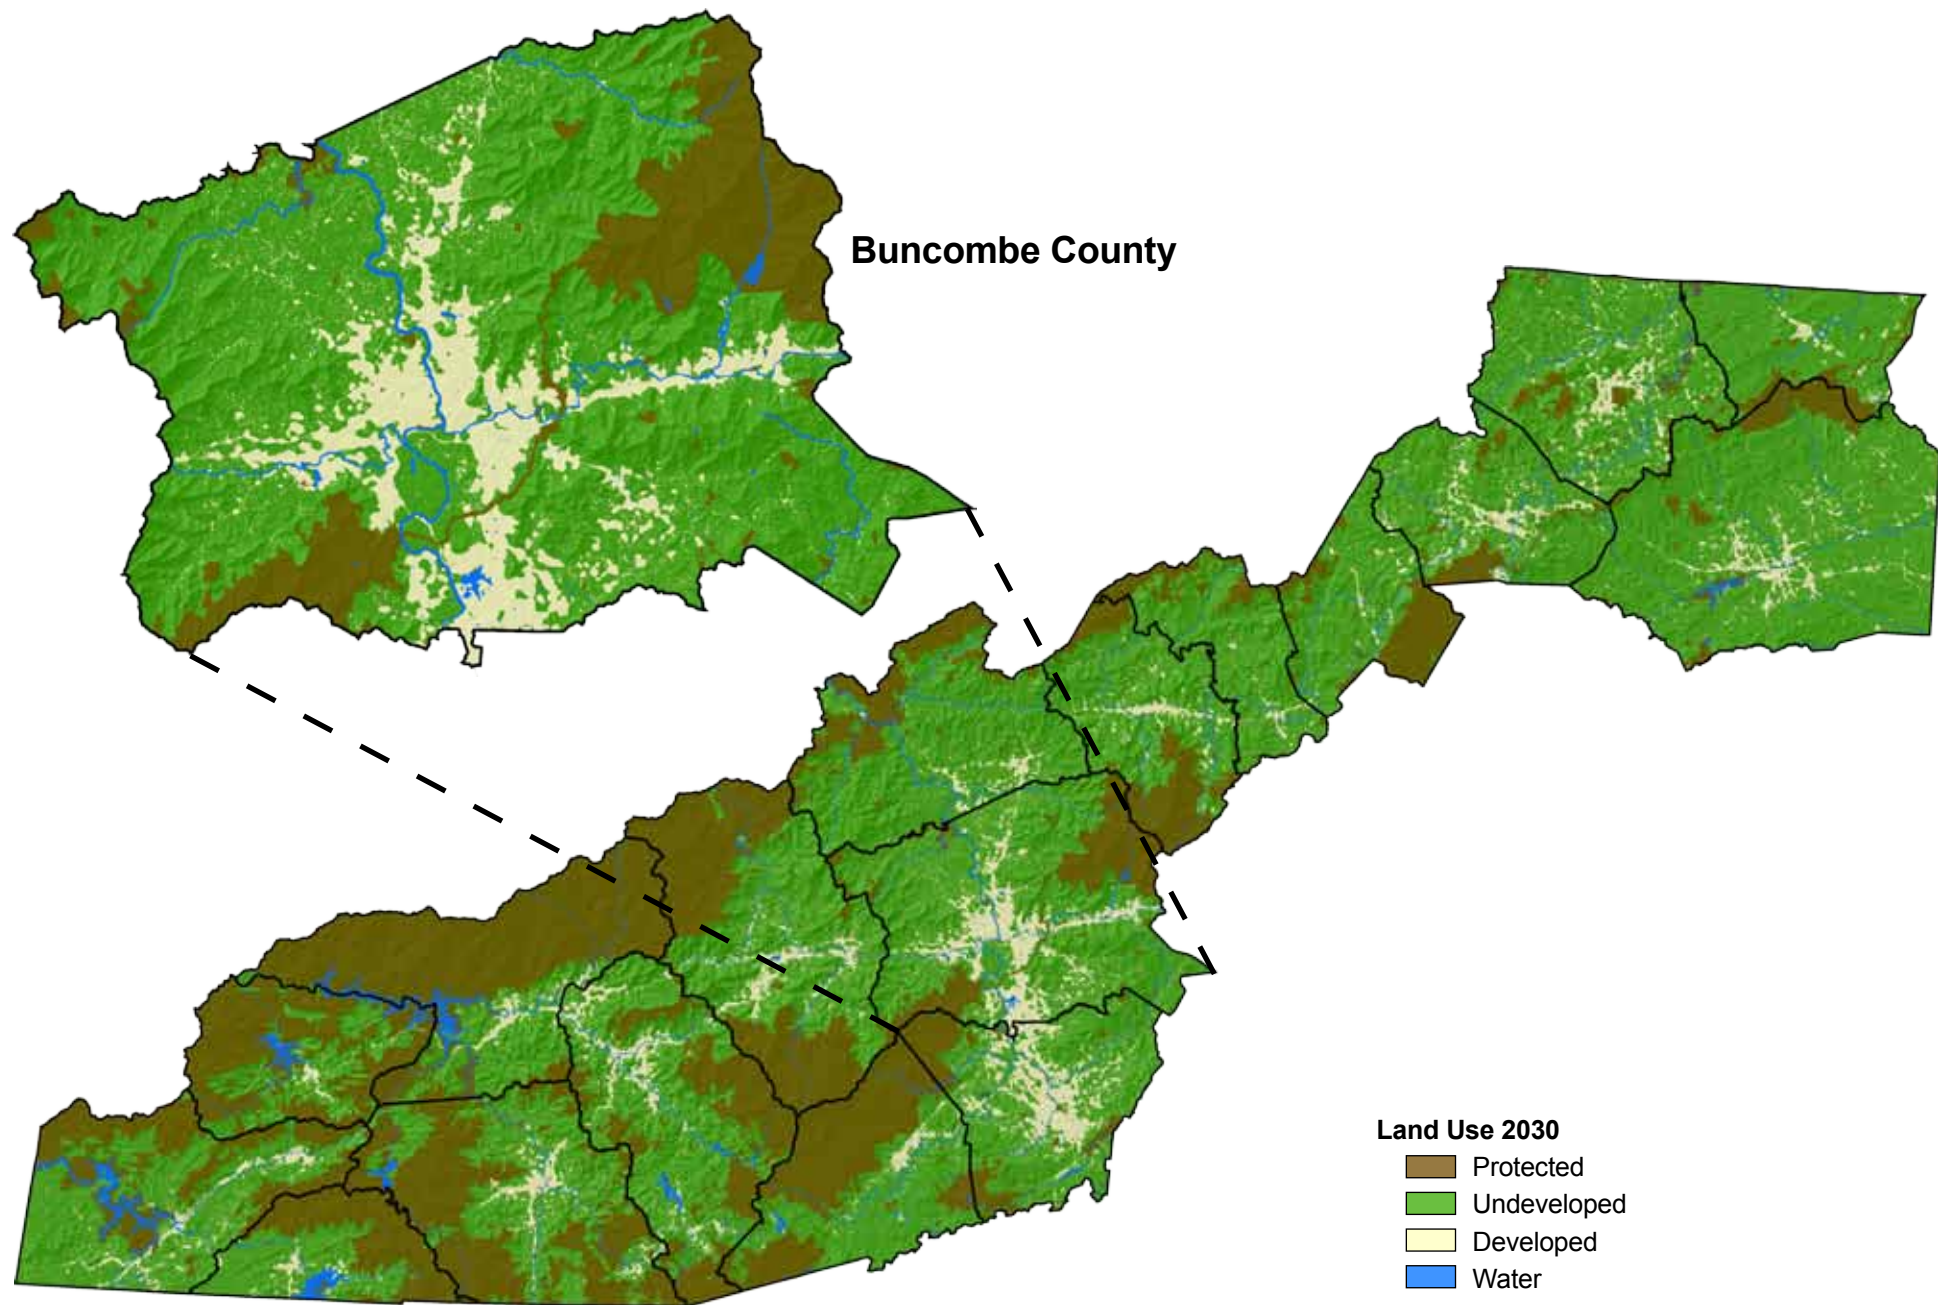 Buncombe County
Land Use 2030
Protected
Undeveloped
Developed
Water